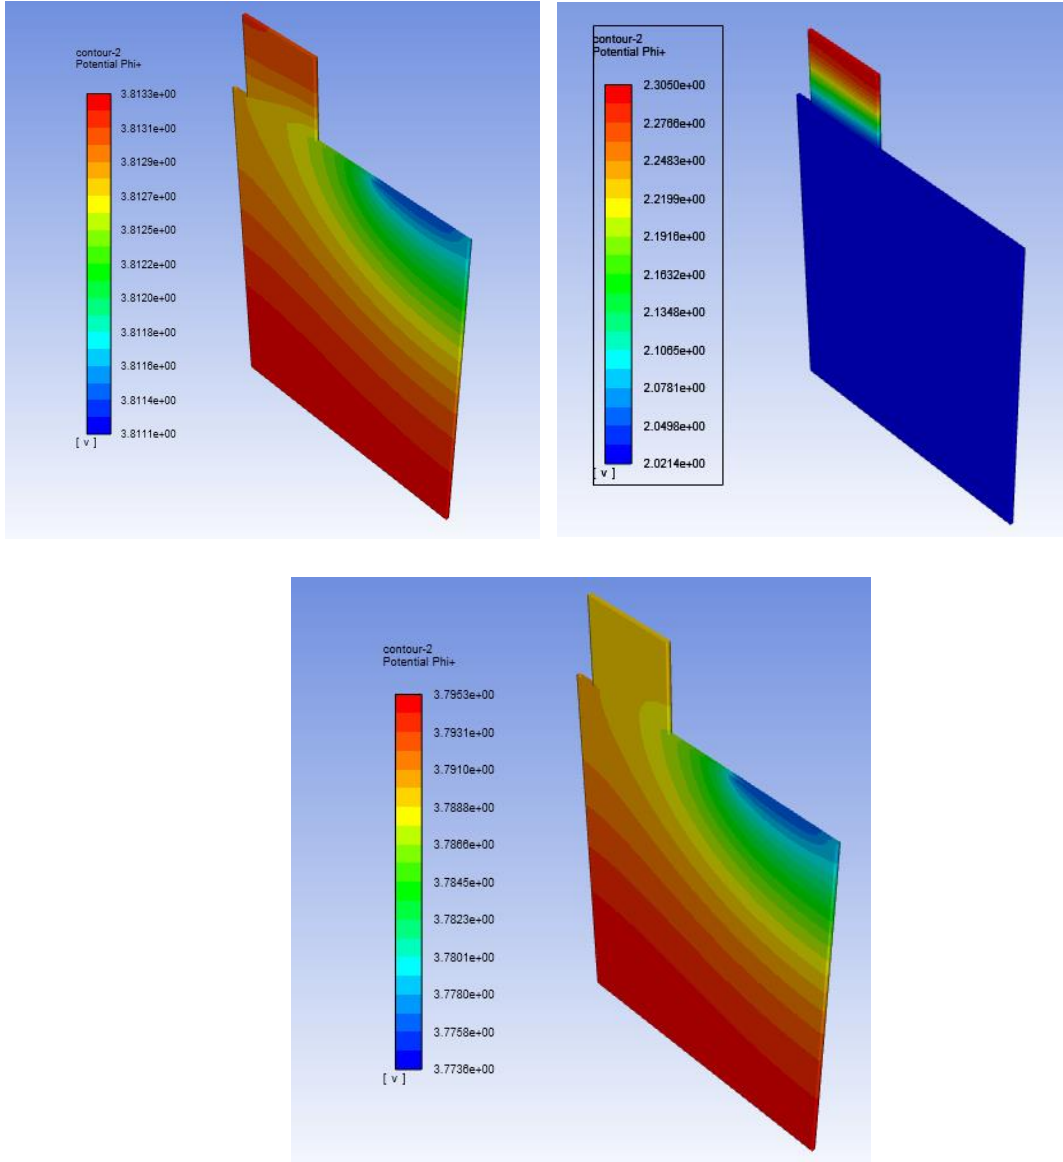 contour-2
Potential Phi+
3.8133e+00
3.8131e+00
3.8129e+00
3.8127e+00
3.8125e+00
3.8122e+00
3.8120e+00
3.8118e+00
3.8116e+00
3.8114e+00
3.8111e+00
[ v ]
contour-2
Potential Phi+
2.3050e+00
2.2766e+00
2.2483e+00
2.2199e+00
2.1916e+00
2.1632e+00
2.1348e+00
2.1065e+00
2.0781e+00
2.0498e+00
2.0214e+00
[ v ]
contour-2
Potential Phi+
3.7953e+00
3.7931e+00
3.7910e+00
3.7888e+00
3.7866e+00
3.7845e+00
3.7823e+00
3.7801e+00
3.7780e+00
3.7758e+00
3.7736e+00
[ v ]